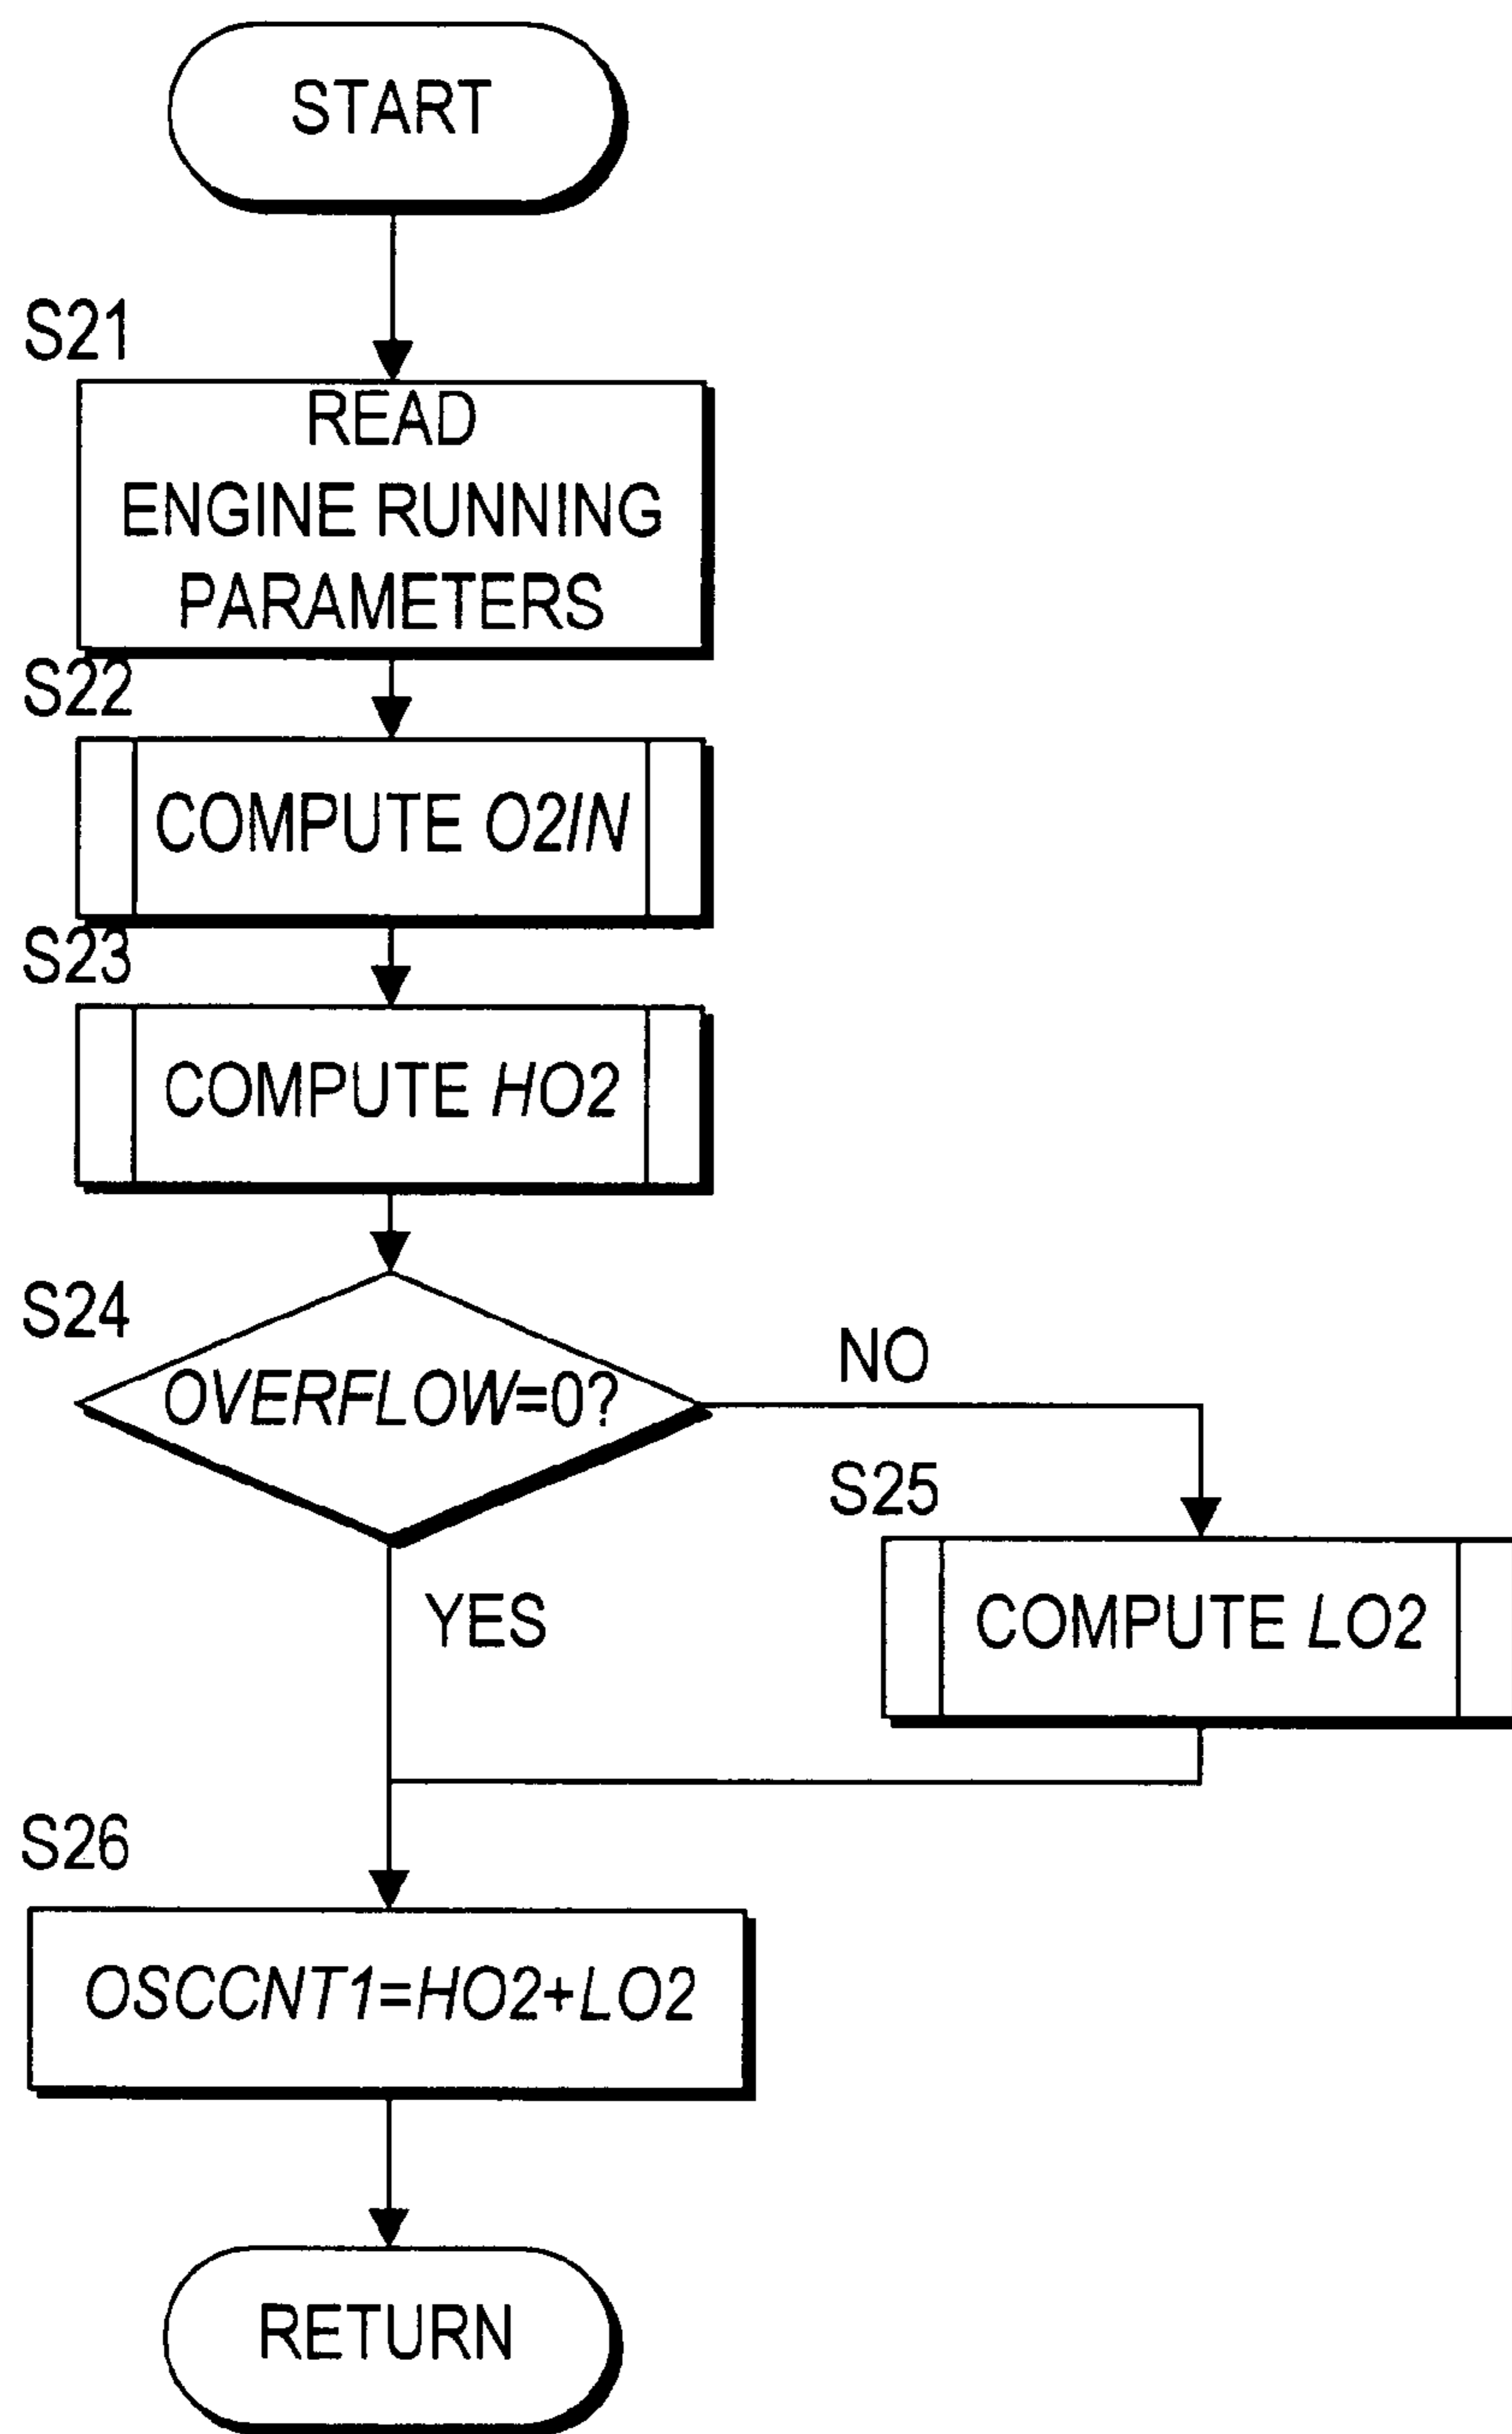 START
S21
READ
ENGINE RUNNING
PARAMETERS
S22
COMPUTE O2IN
S23
COMPUTE HO2
S24
OVERFLOW=0?
NO
S25
COMPUTE LO2
YES
S26
OSCCNT1=HO2+LO2
RETURN